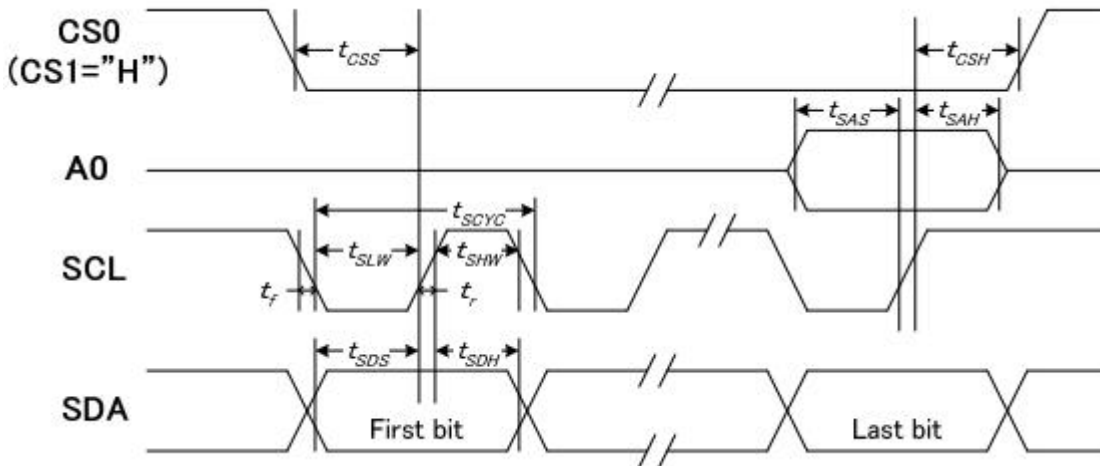 CS0
(CS1="H")
tCSS
tCSH
tSAS
tSAH
A0
tSCYC
SCL
tSLW
tSHW
tf
tr
tSDS
tSDH
SDA
First bit
Last bit